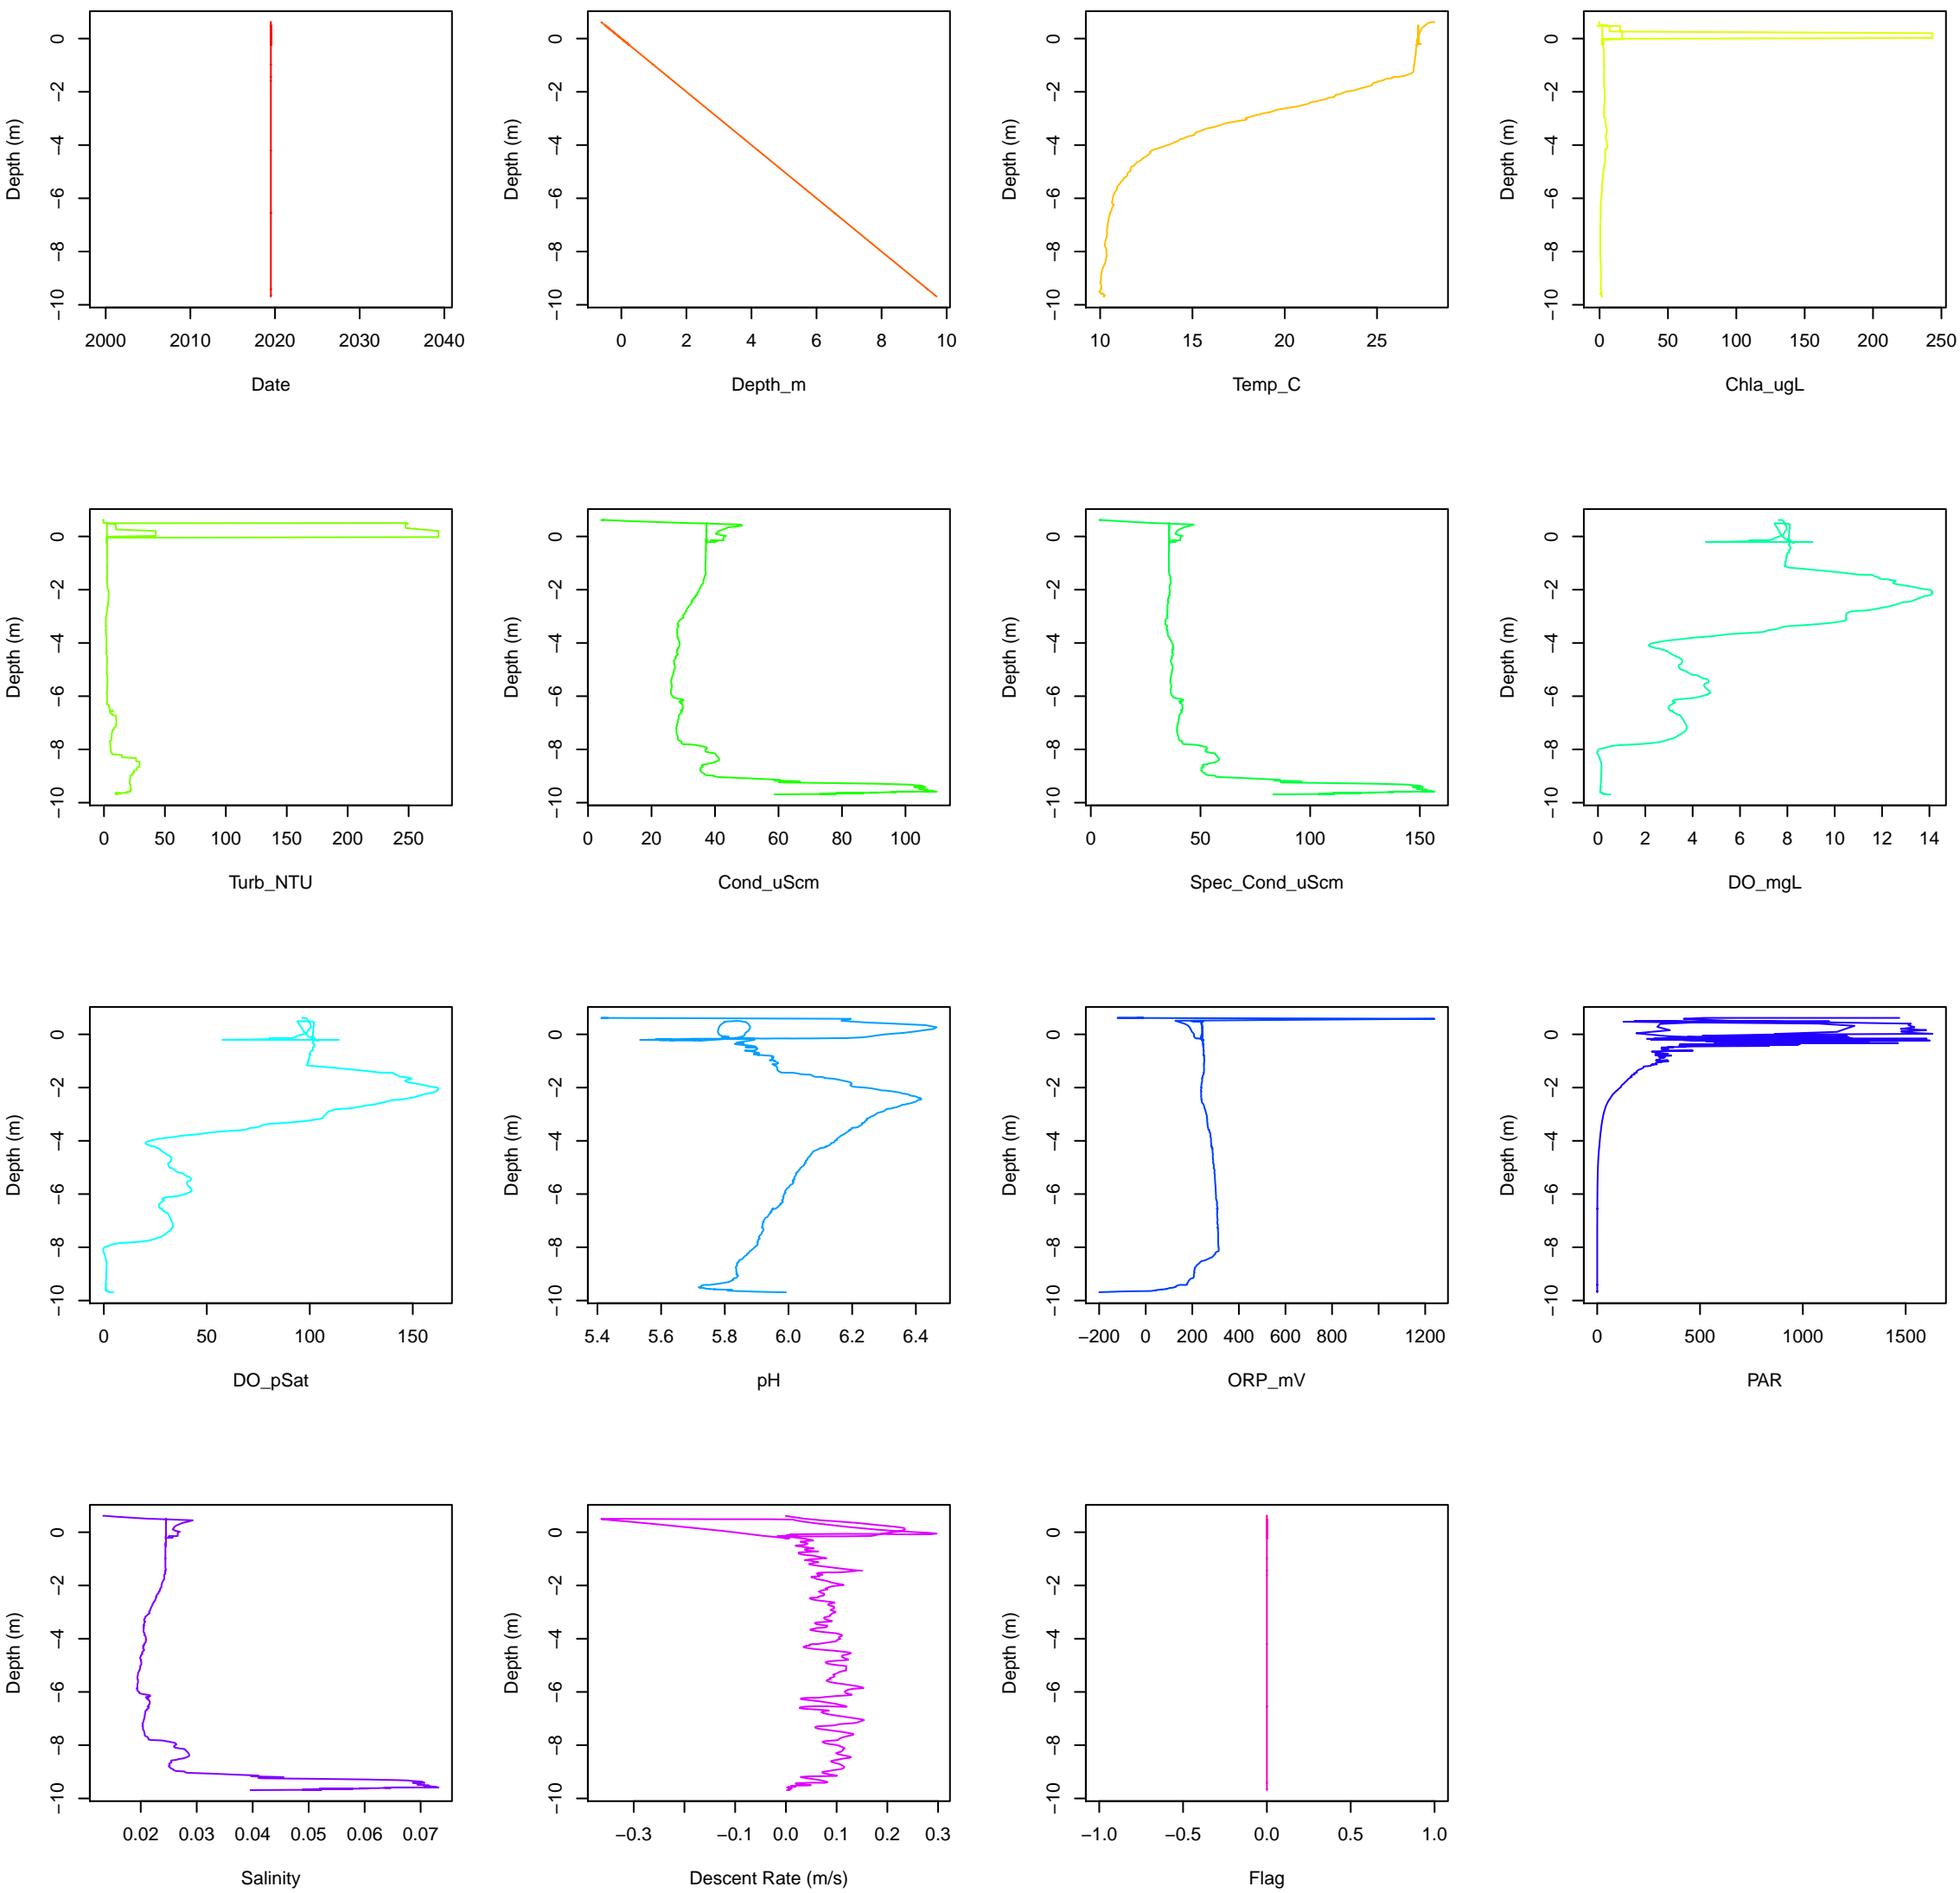 0 −2 −4 −6 −8 −10 Depth (m) 2000 2010 2020 2030 2040 Date
0 −2 −4 −6 −8 −10 Depth (m) 0 2 4 6 8 10 Depth_m
0 −2 −4 −6 −8 −10 Depth (m) 10 15 20 25 Temp_C
0 −2 −4 −6 −8 −10 Depth (m) 0 50 100 150 200 250 Chla_ugL
0 −2 −4 −6 −8 −10 Depth (m) 0 50 100 150 200 250 Turb_NTU
0 −2 −4 −6 −8 −10 Depth (m) 0 20 40 60 80 100 Cond_uScm
0 −2 −4 −6 −8 −10 Depth (m) 0 50 100 150 Spec_Cond_uScm
0 −2 −4 −6 −8 −10 Depth (m) 0 2 4 6 8 10 12 14 DO_mgL
0 −2 −4 −6 −8 −10 Depth (m) 0 50 100 150 DO_pSat
0 −2 −4 −6 −8 −10 Depth (m) 5.4 5.6 5.8 6.0 6.2 6.4 pH
0 −2 −4 −6 −8 −10 Depth (m) −200 0 200 400 600 800 1200 ORP_mV
0 −2 −4 −6 −8 −10 Depth (m) 0 500 1000 1500 PAR
0 −2 −4 −6 −8 −10 Depth (m) 0.02 0.03 0.04 0.05 0.06 0.07 Salinity
0 −2 −4 −6 −8 −10 Depth (m) −0.3 −0.1 0.0 0.1 0.2 0.3 Descent Rate (m/s)
0 −2 −4 −6 −8 −10 Depth (m) −1.0 −0.5 0.0 0.5 1.0 Flag